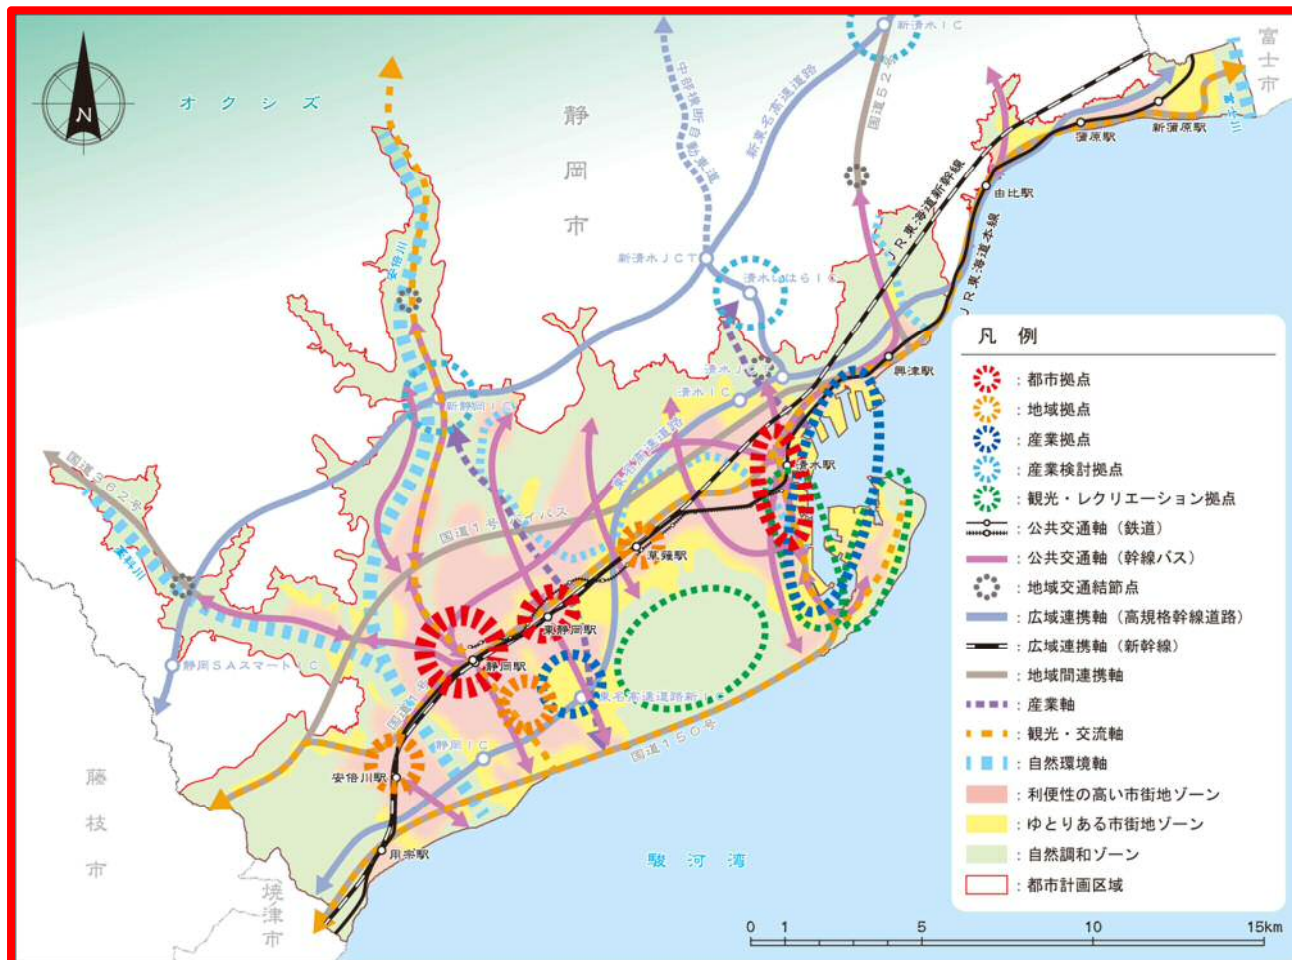 N
オクシズ
静岡市
富士市
藤枝市
焼津市
駿河湾
新清水IC
国道52号
新東名高速道路
中部横断自動車道
新清水JCT
清水いはらIC
清水JCT
清水IC
東名高速道路
新静岡IC
安倍川
国道362号
藁科川
国道1号バイパス
静岡SAスマートIC
国道1号
静岡IC
東名高速道路新IC
国道150号
JR東海道新幹線
JR東海道本線
富士川
新蒲原駅
蒲原駅
由比駅
興津駅
清水駅
草薙駅
東静岡駅
静岡駅
安倍川駅
用宗駅
凡例
:都市拠点
:地域拠点
:産業拠点
:産業検討拠点
:観光・レクリエーション拠点
:公共交通軸(鉄道)
:公共交通軸(幹線バス)
:地域交通結節点
:広域連携軸(高規格幹線道路)
:広域連携軸(新幹線)
:地域間連携軸
:産業軸
:観光・交流軸
:自然環境軸
:利便性の高い市街地ゾーン
:ゆとりある市街地ゾーン
:自然調和ゾーン
:都市計画区域
0 1 5 10 15km